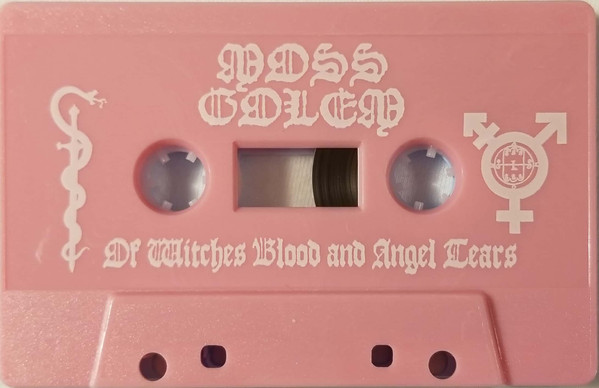 MOSS
GOLEM
Of Witches Blood and Angel Tears